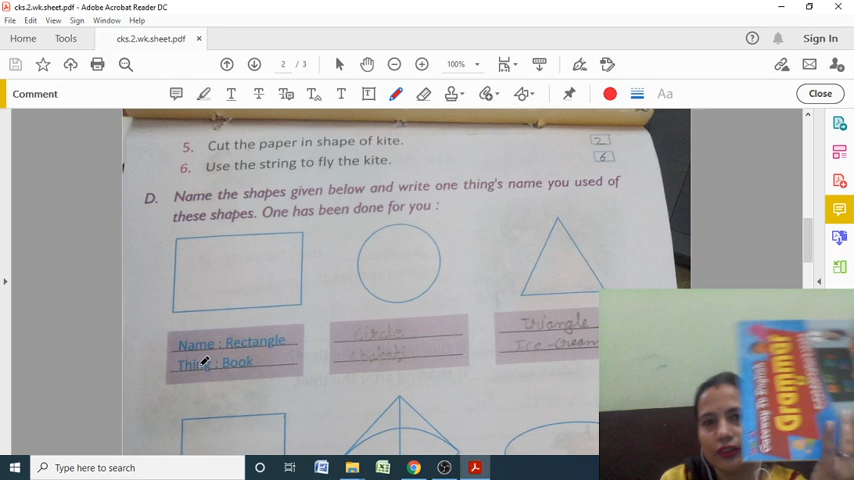 cks.2.wk.sheet.pdf - Adobe Acrobat Reader DC
File Edit View Sign Window Help
Home Tools cks.2.wk.sheet.pdf × Sign In
2 / 3 100%
Comment Close
5. Cut the paper in shape of kite. 2
6. Use the string to fly the kite. 6
D. Name the shapes given below and write one thing's name you used of
these shapes. One has been done for you :
Name : Rectangle
Thing : Book
Circle
Triangle
Ice-Cream
Gateway to English
Grammar
Type here to search